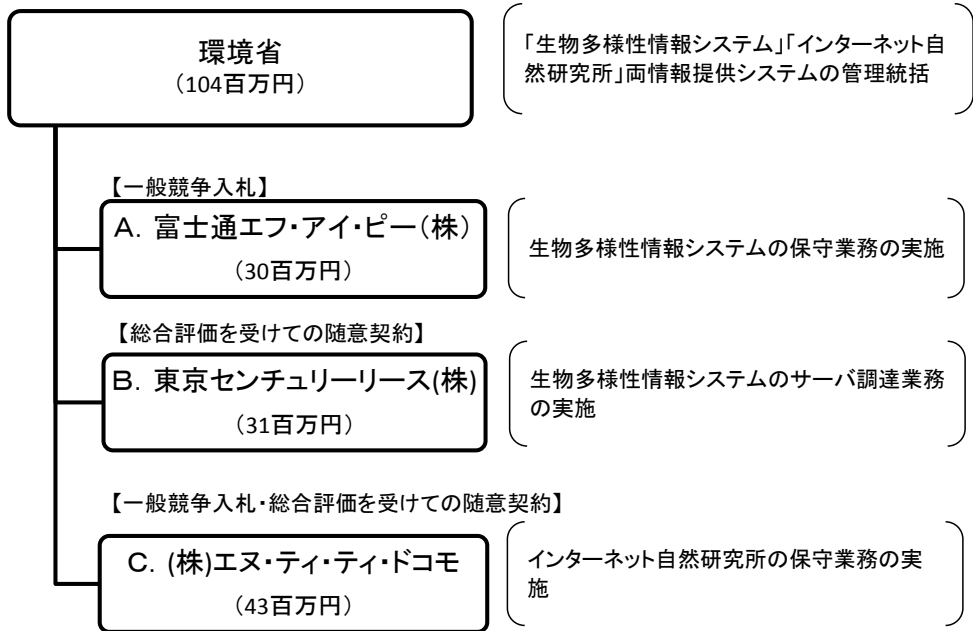 環境省
（104百万円）
「生物多様性情報システム」「インターネット自
然研究所」両情報提供システムの管理統括
【一般競争入札】
A．富士通エフ・アイ・ピー（株）
（30百万円）
生物多様性情報システムの保守業務の実施
【総合評価を受けての随意契約】
B．東京センチュリーリース(株)
（31百万円）
生物多様性情報システムのサーバ調達業務
の実施
【一般競争入札・総合評価を受けての随意契約】
C．(株)エヌ・ティ・ティ・ドコモ
（43百万円）
インターネット自然研究所の保守業務の実
施